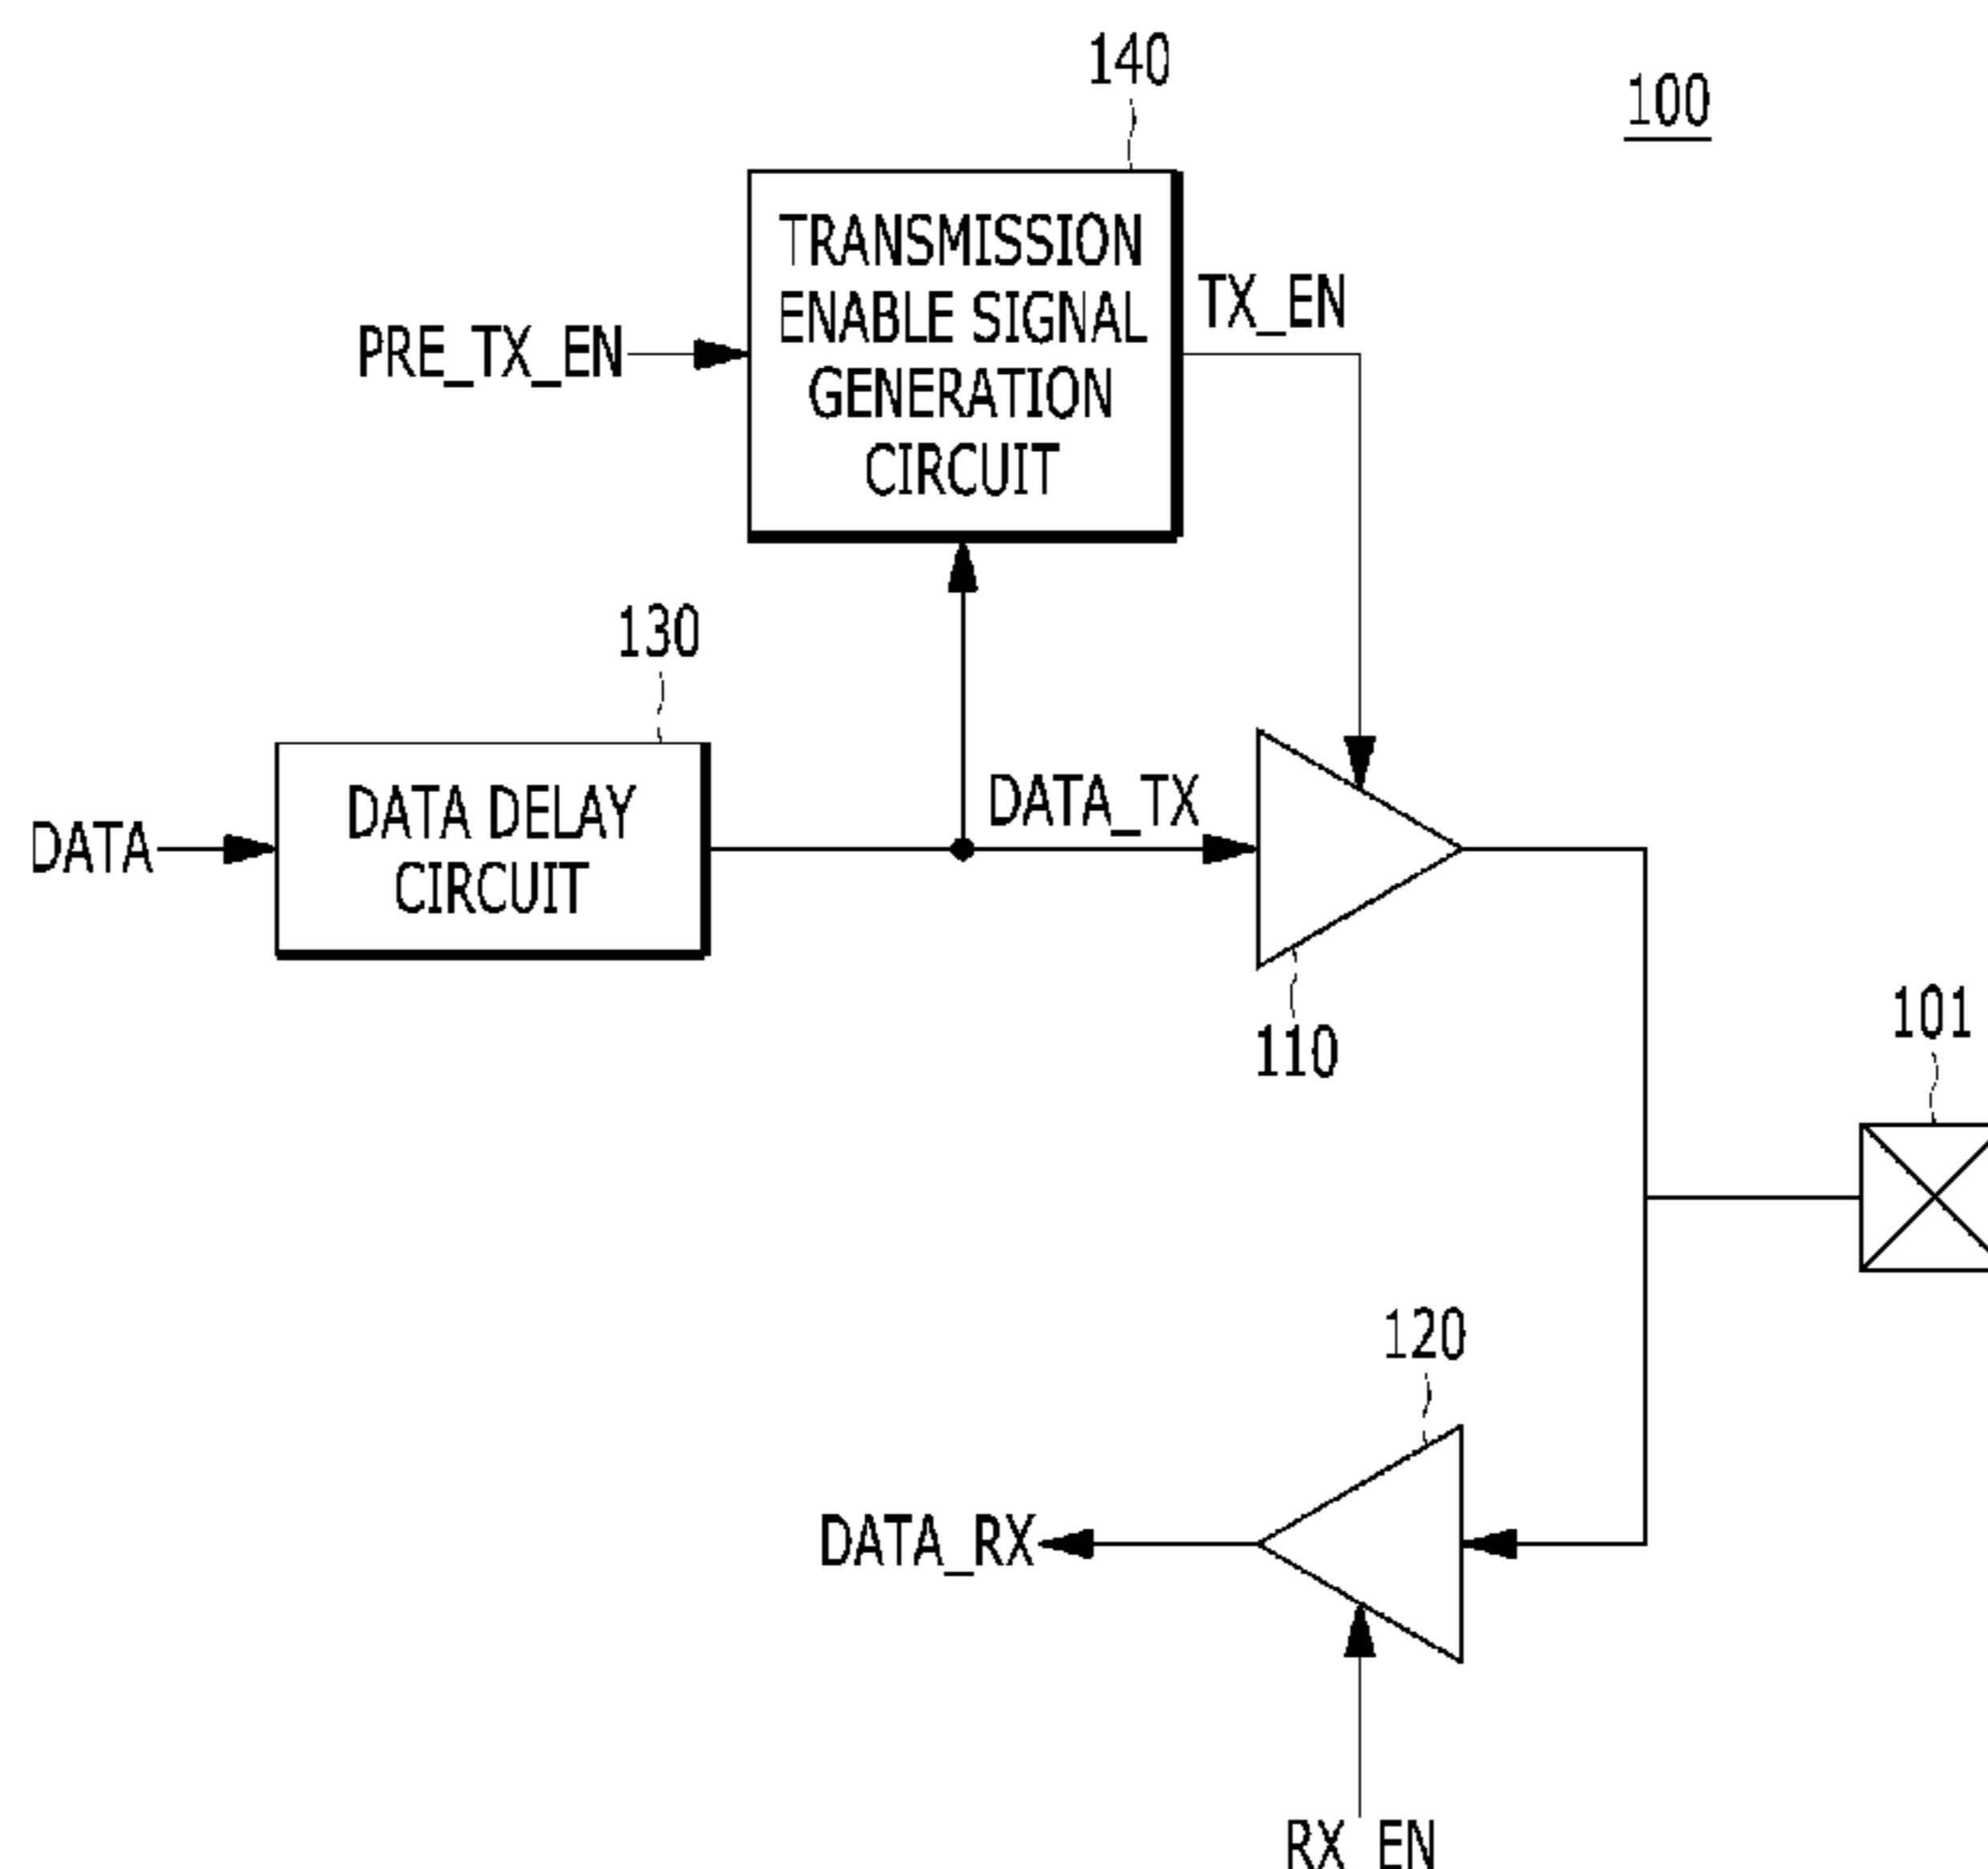 140
100
TRANSMISSION
ENABLE SIGNAL
GENERATION
CIRCUIT
TX_EN
PRE_TX_EN
130
DATA DELAY
CIRCUIT
DATA
DATA_TX
110
101
120
DATA_RX
RX_EN